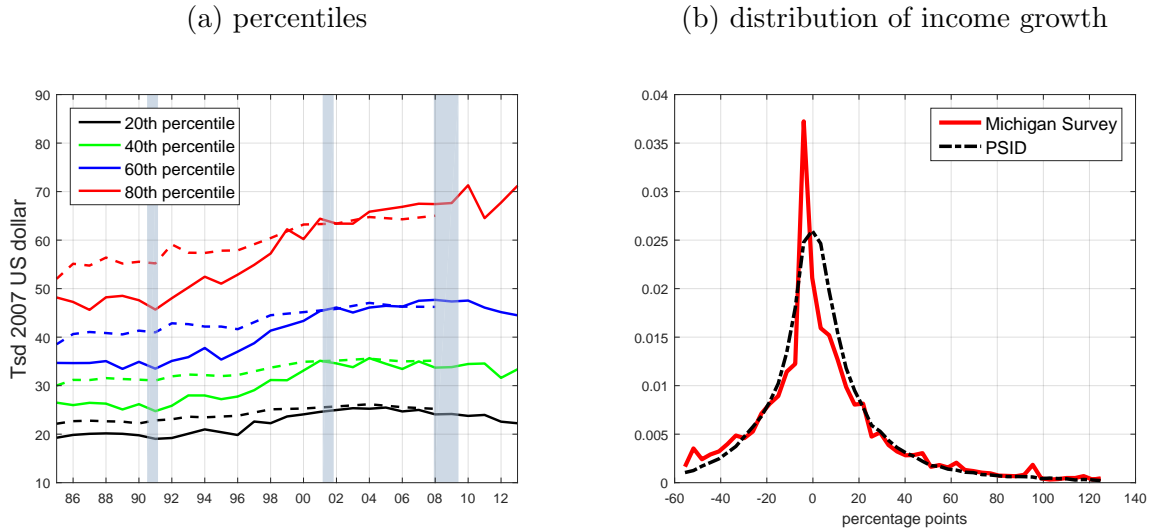 (a) percentiles
Tsd 2007 US dollar
90
80
70
60
50
40
30
20
10
20th percentile
40th percentile
60th percentile
80th percentile
86 88 90 92 94 96 98 00 02 04 06 08 10 12
(b) distribution of income growth
0.04
0.035
0.03
0.025
0.02
0.015
0.01
0.005
0
Michigan Survey
PSID
-60 -40 -20 0 20 40 60 80 100 120 140
percentage points